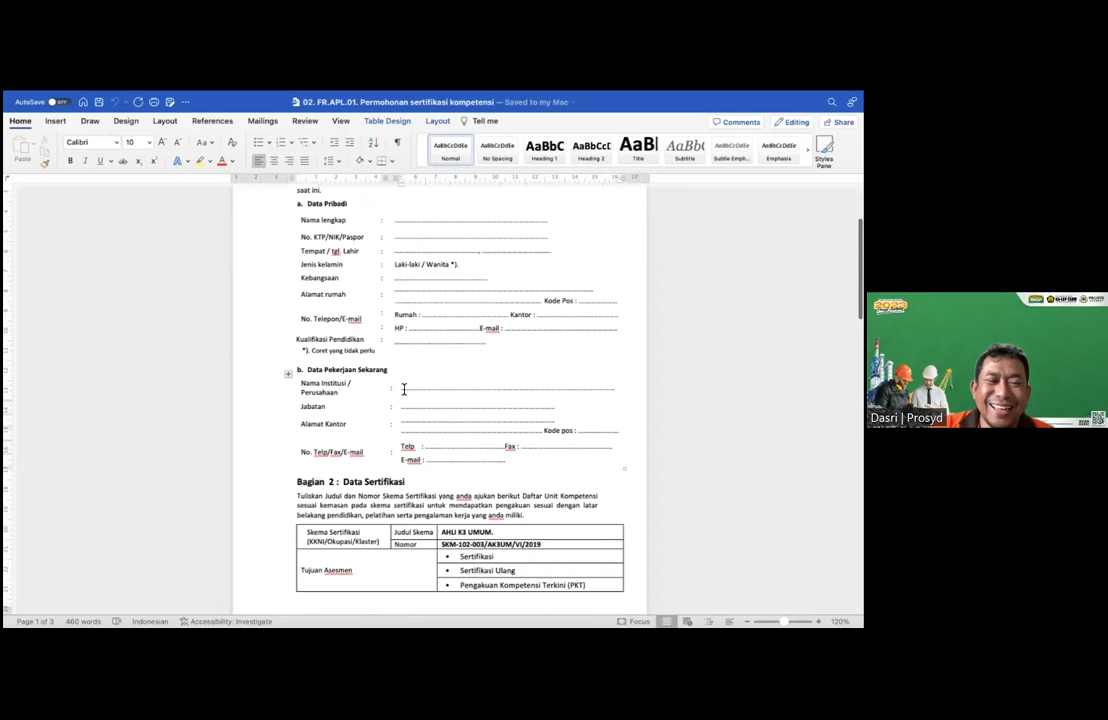 AutoSave OFF
02. FR.APL.01. Permohonan sertifikasi kompetensi — Saved to my Mac
Home Insert Draw Design Layout References Mailings Review View Table Design Layout Tell me Comments Editing Share
Paste Calibri 10 Aa
AaBbCcDdEe AaBbCcDdEe AaBbC AaBbCcI AaBb AaBbC AaBbCcDdEe AaBbCcDdEe
Normal No Spacing Heading 1 Heading 2 Title Subtitle Subtle Emph... Emphasis Styles Pane
saat ini.
a. Data Pribadi
Nama lengkap :
No. KTP/NIK/Paspor :
Tempat / tgl. Lahir :
Jenis kelamin : Laki-laki / Wanita *).
Kebangsaan :
Alamat rumah :
Kode Pos :
No. Telepon/E-mail : Rumah : Kantor :
: HP : E-mail :
Kualifikasi Pendidikan :
*). Coret yang tidak perlu
b. Data Pekerjaan Sekarang
Nama Institusi /
Perusahaan :
Jabatan :
Alamat Kantor :
Kode pos :
No. Telp/Fax/E-mail : Telp : Fax :
E-mail :
Bagian 2 : Data Sertifikasi
Tuliskan Judul dan Nomor Skema Sertifikasi yang anda ajukan berikut Daftar Unit Kompetensi
sesuai kemasan pada skema sertifikasi untuk mendapatkan pengakuan sesuai dengan latar
belakang pendidikan, pelatihan serta pengalaman kerja yang anda miliki.
Skema Sertifikasi
(KKNI/Okupasi/Klaster)
Judul Skema AHLI K3 UMUM.
Nomor SKM-102-003/AK3UM/VI/2019
Tujuan Asesmen
• Sertifikasi
• Sertifikasi Ulang
• Pengakuan Kompetensi Terkini (PKT)
Page 1 of 3 460 words Indonesian Accessibility: Investigate Focus 120%
Dasri | Prosyd